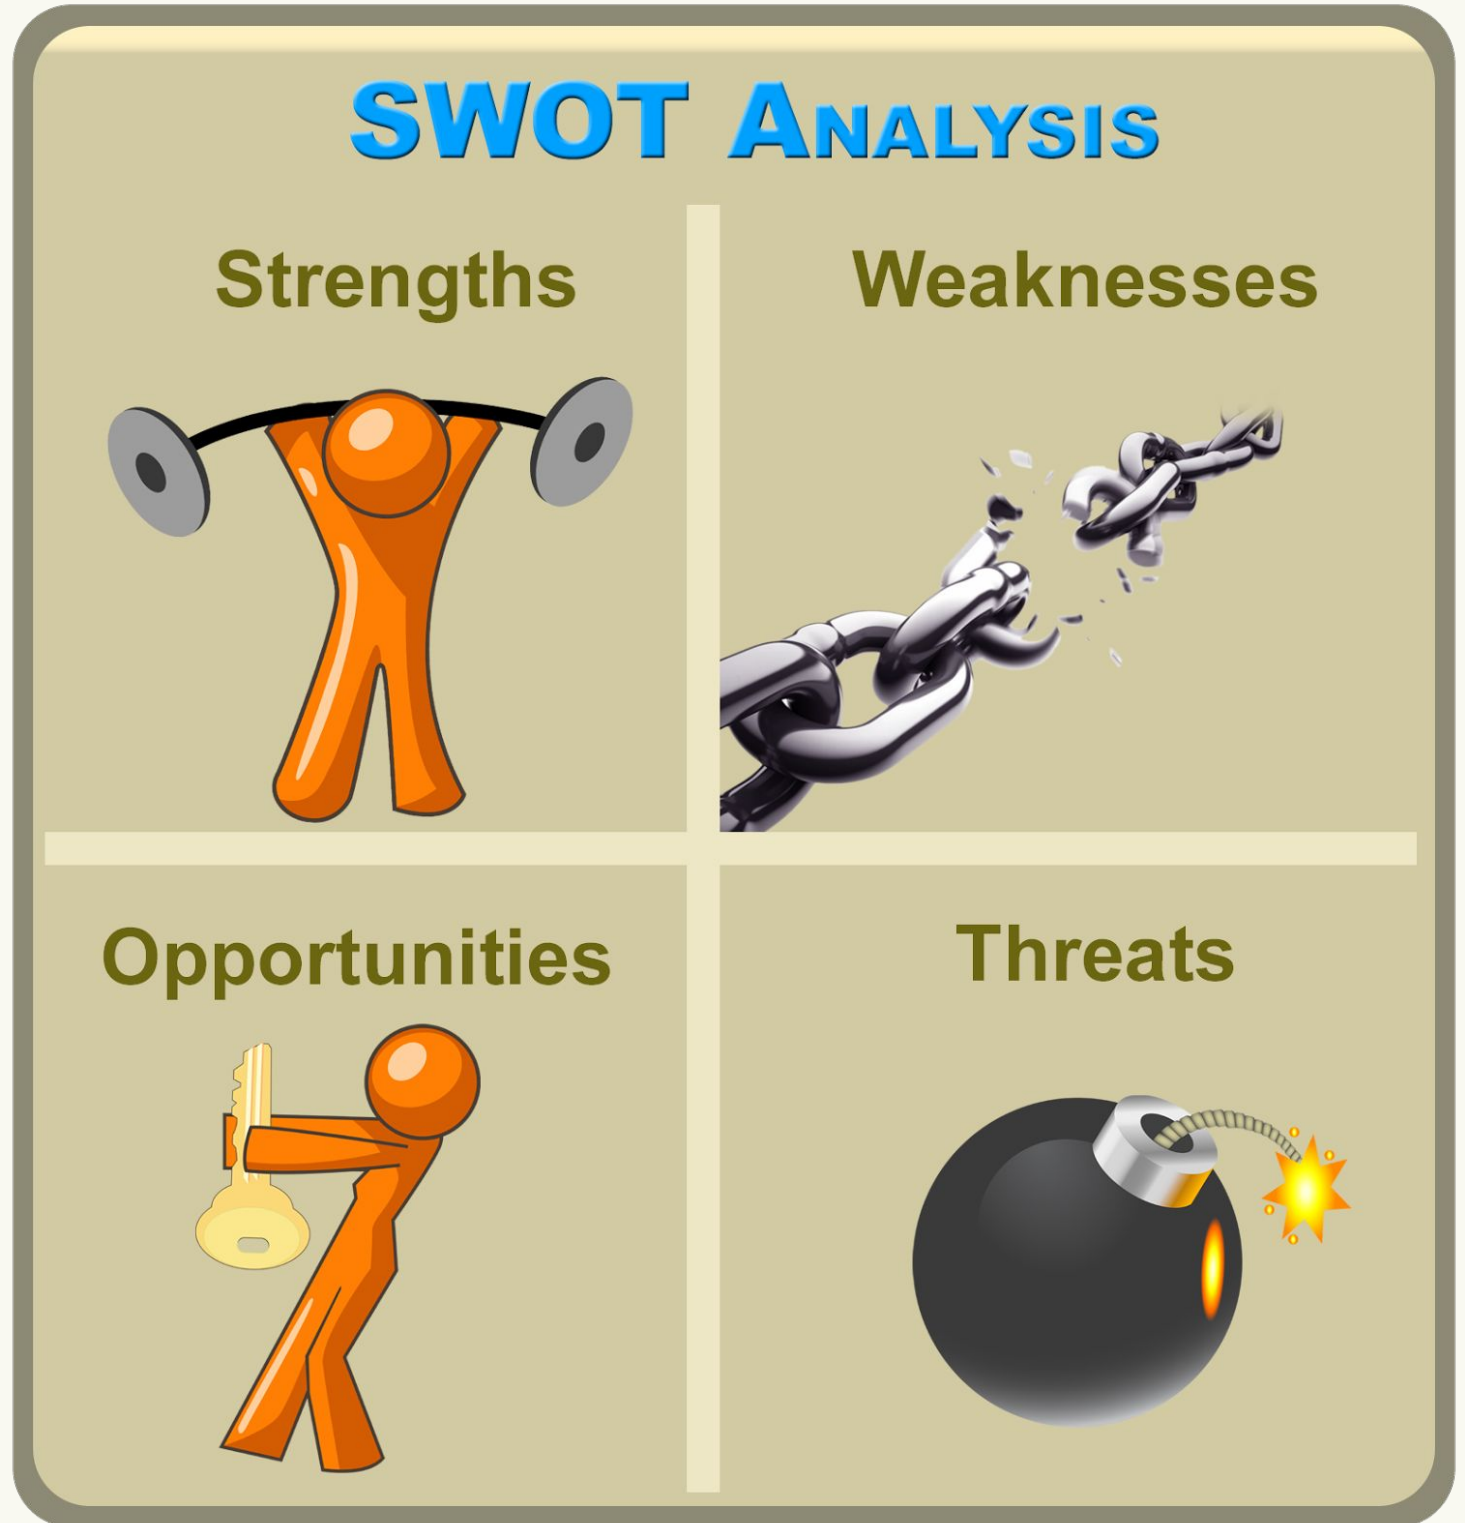 SWOT ANALYSIS
Strengths
Weaknesses
Opportunities
Threats